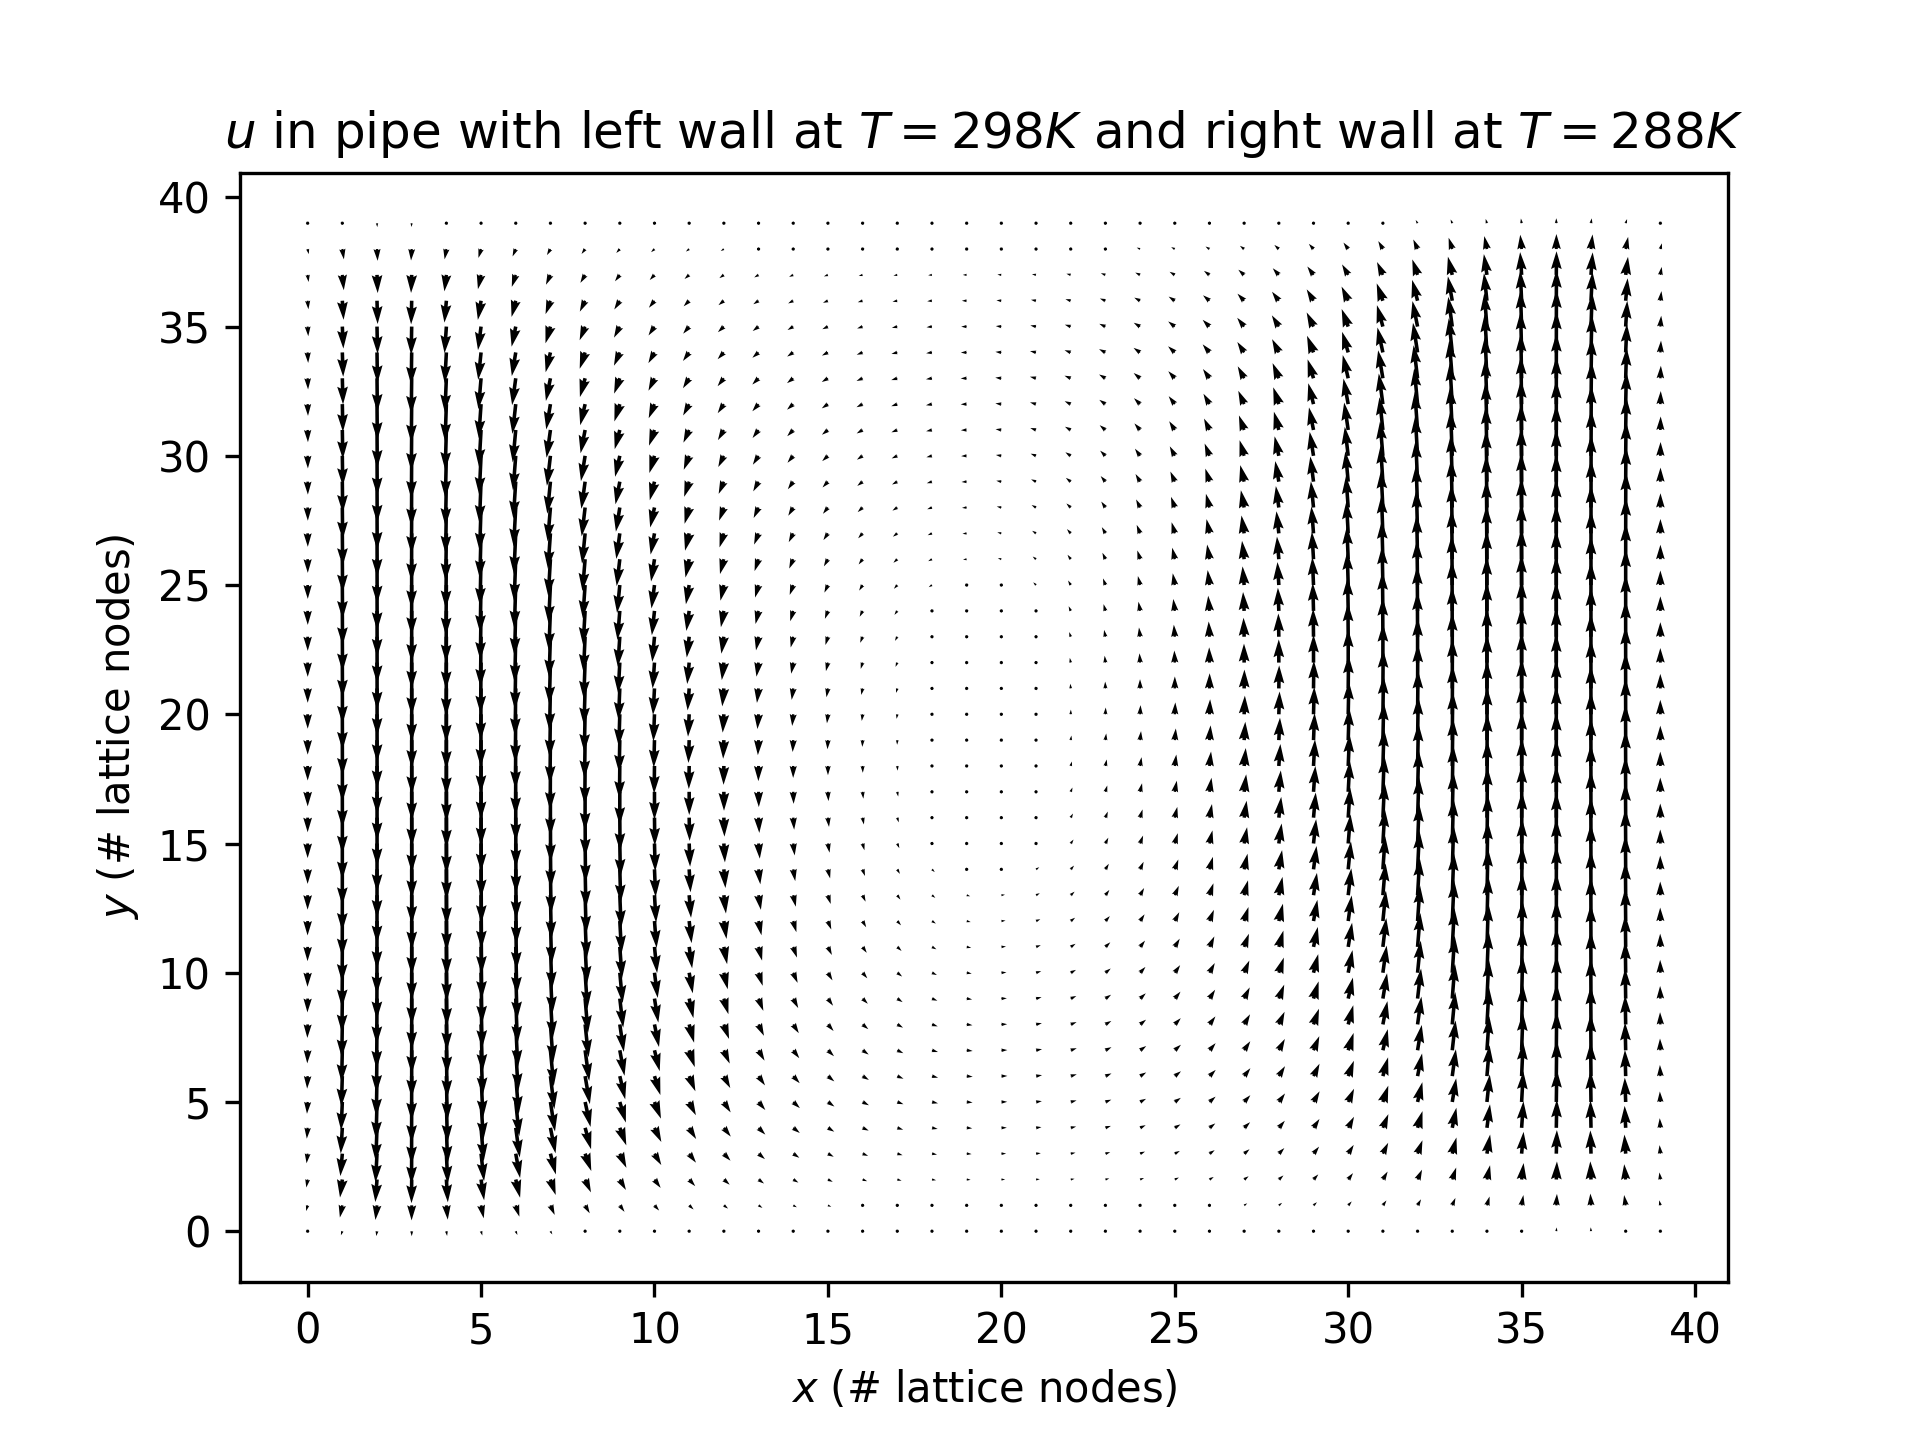 u in pipe with left wall at T = 298K and right wall at T = 288K
40
35
30
25
20
15
10
5
0
y (# lattice nodes)
0 5 10 15 20 25 30 35 40
x (# lattice nodes)